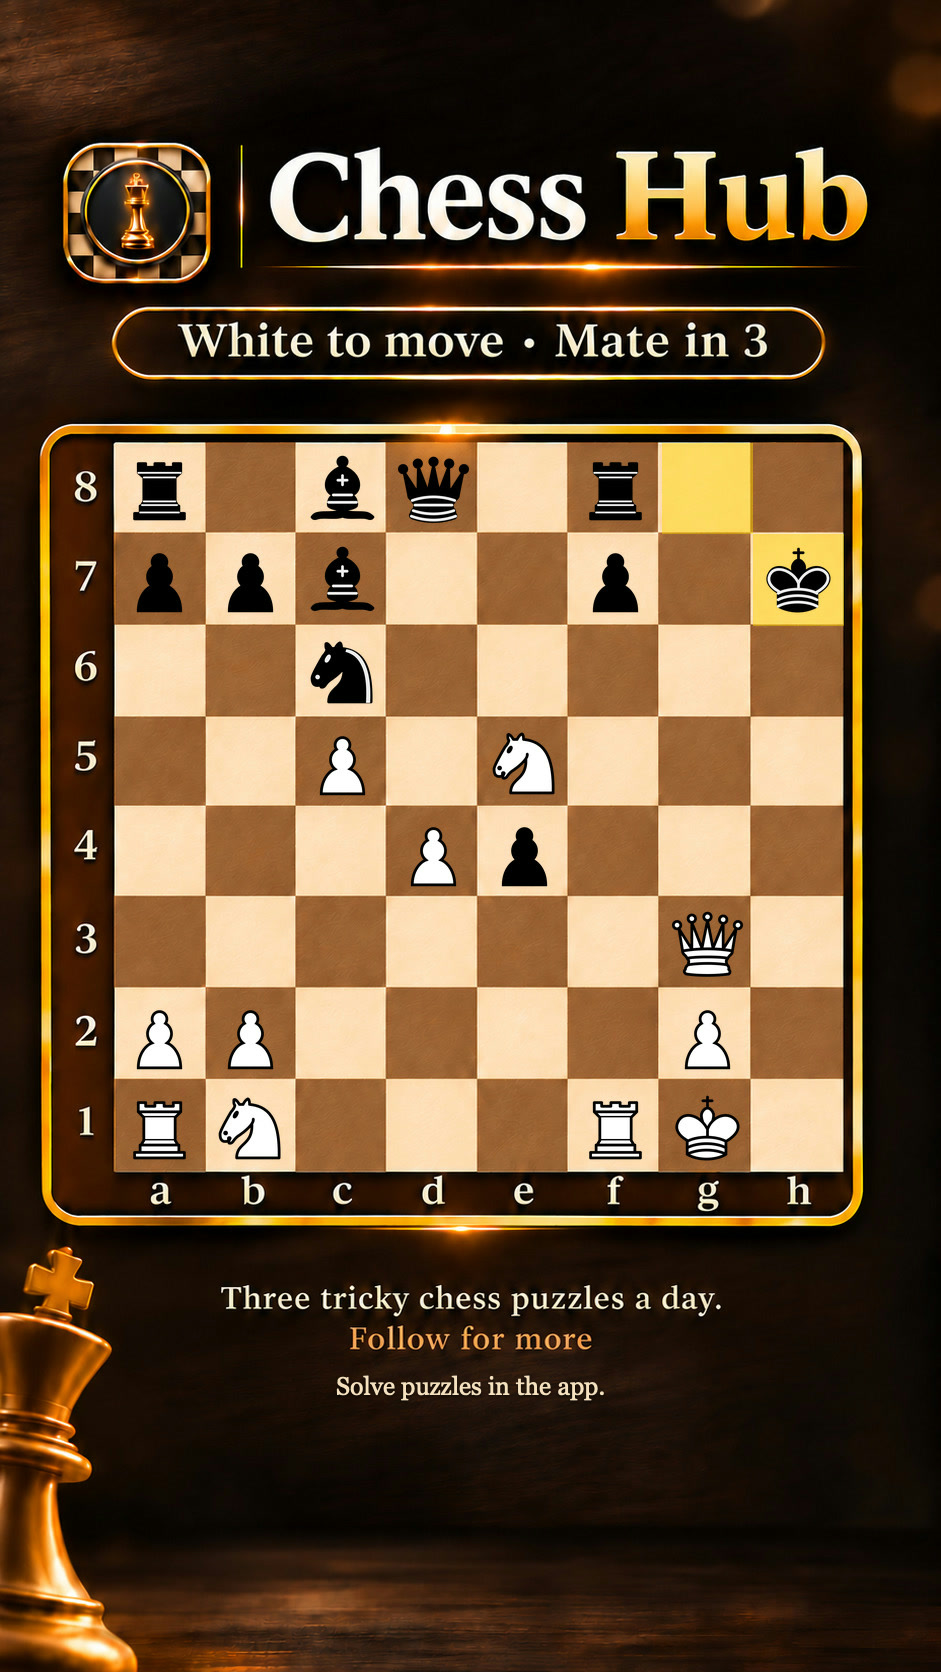 Chess Hub
White to move • Mate in 3
8
7
6
5
4
3
2
1
a b c d e f g h
Three tricky chess puzzles a day.
Follow for more
Solve puzzles in the app.